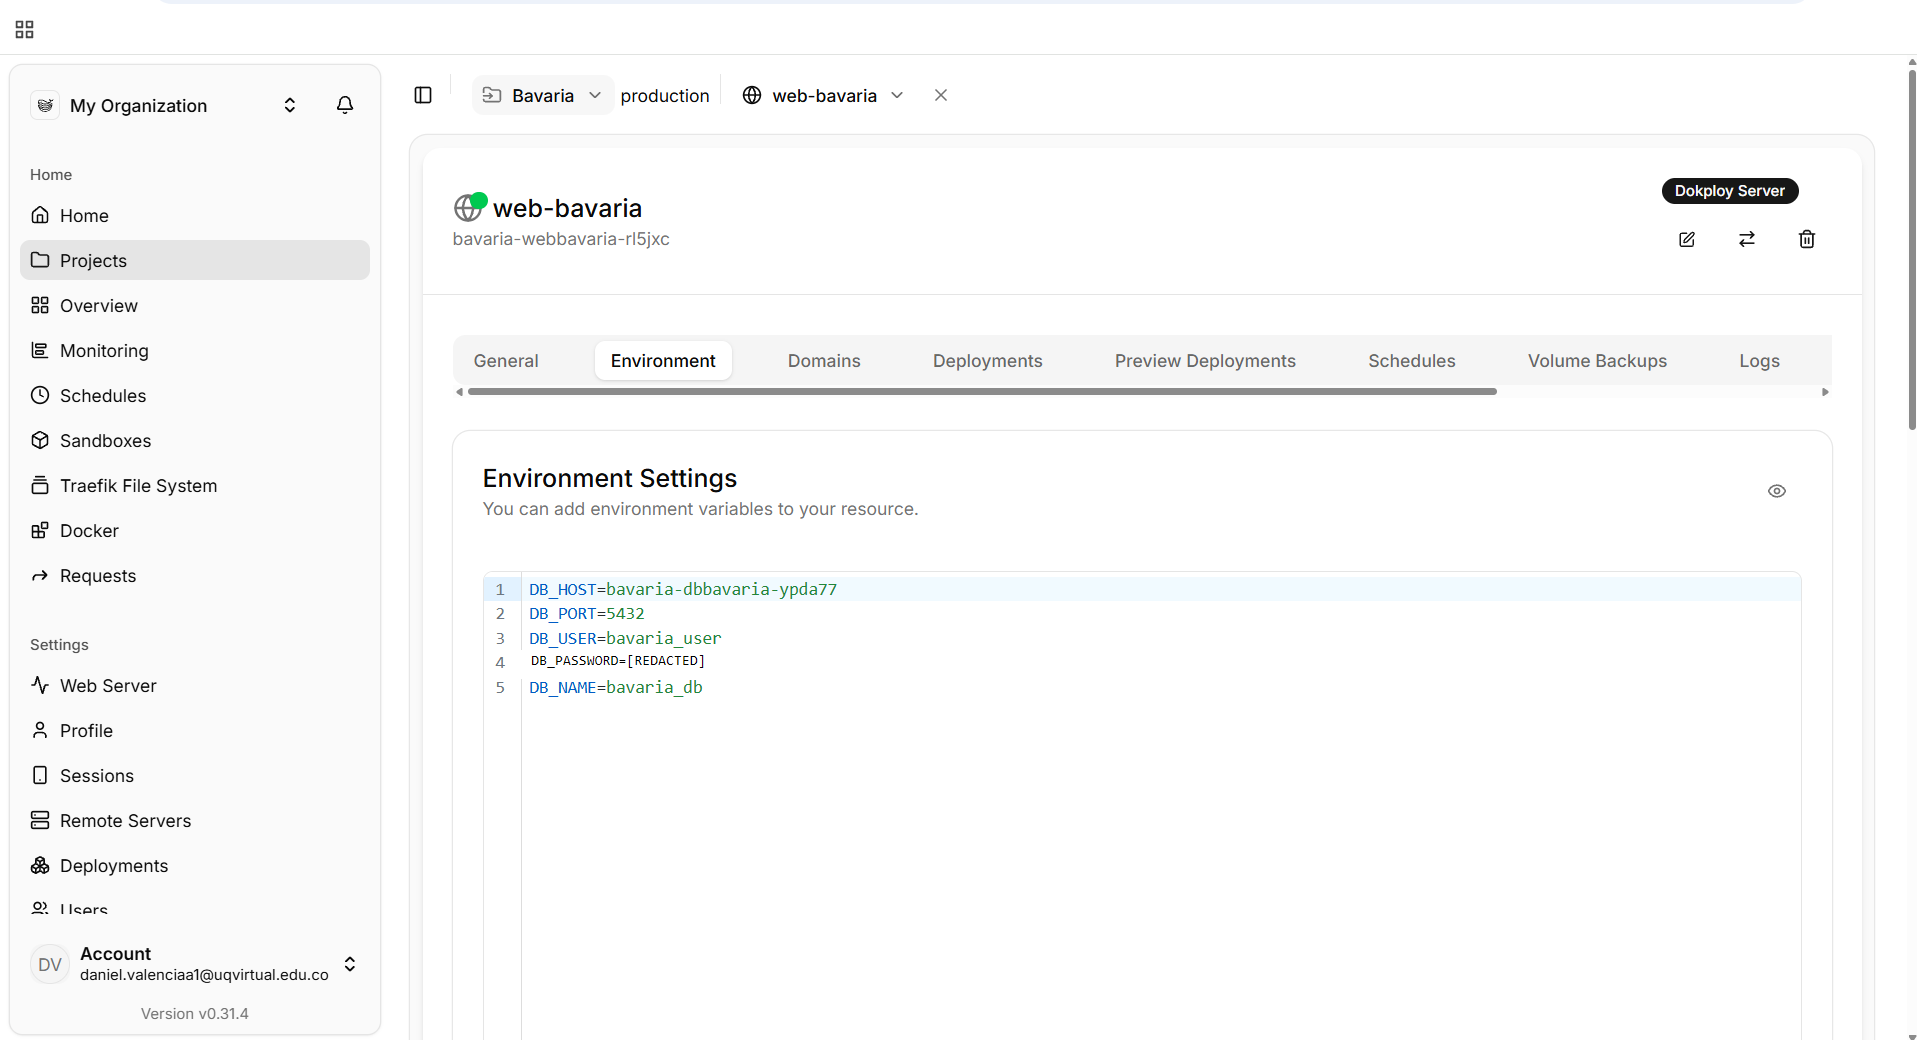 My Organization
Home
Home
Projects
Overview
Monitoring
Schedules
Sandboxes
Traefik File System
Docker
Requests
Settings
Web Server
Profile
Sessions
Remote Servers
Deployments
Users
DV
Account
daniel.valenciaa1@uqvirtual.edu.co
Version v0.31.4
Bavaria production web-bavaria
Dokploy Server
web-bavaria
bavaria-webbavaria-rl5jxc
General Environment Domains Deployments Preview Deployments Schedules Volume Backups Logs
Environment Settings
You can add environment variables to your resource.
1 DB_HOST=bavaria-dbbavaria-ypda77
2 DB_PORT=5432
3 DB_USER=bavaria_user
4 DB_PASSWORD=[REDACTED]
5 DB_NAME=bavaria_db